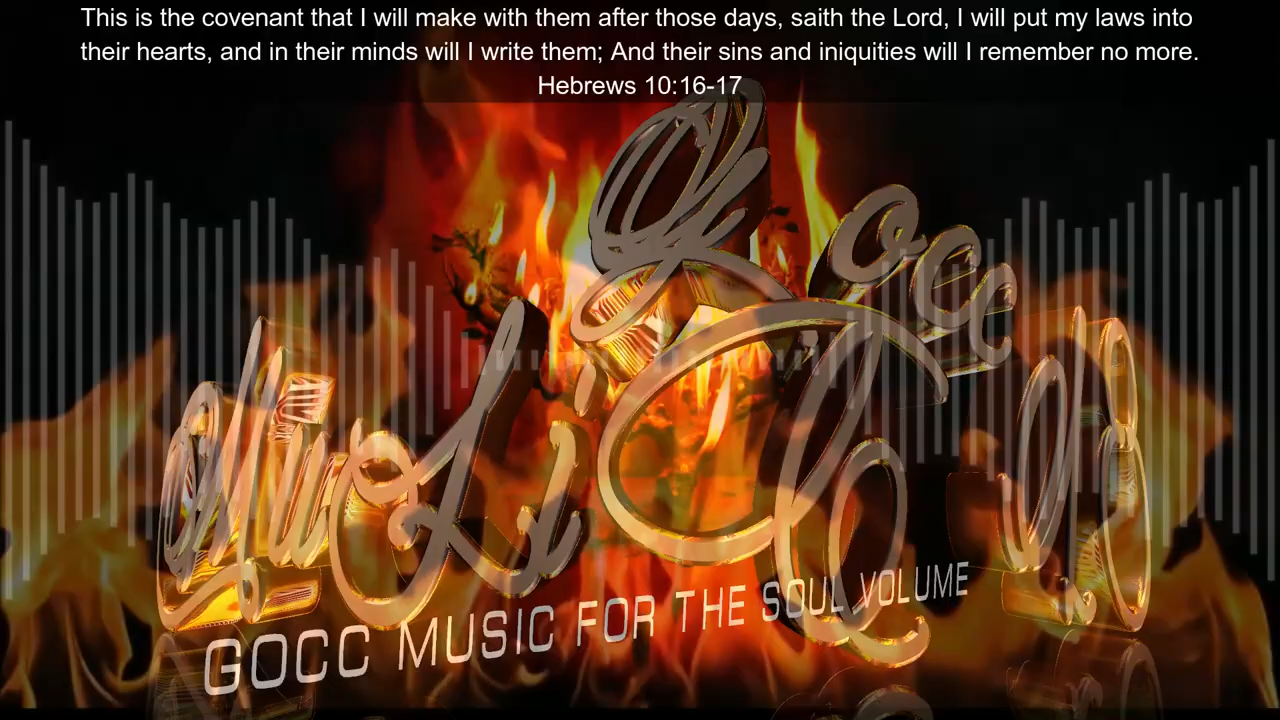 This is the covenant that I will make with them after those days, saith the Lord, I will put my laws into
their hearts, and in their minds will I write them; And their sins and iniquities will I remember no more.
Hebrews 10:16-17
Gocc
GOCC MUSIC FOR THE SOUL VOLUME